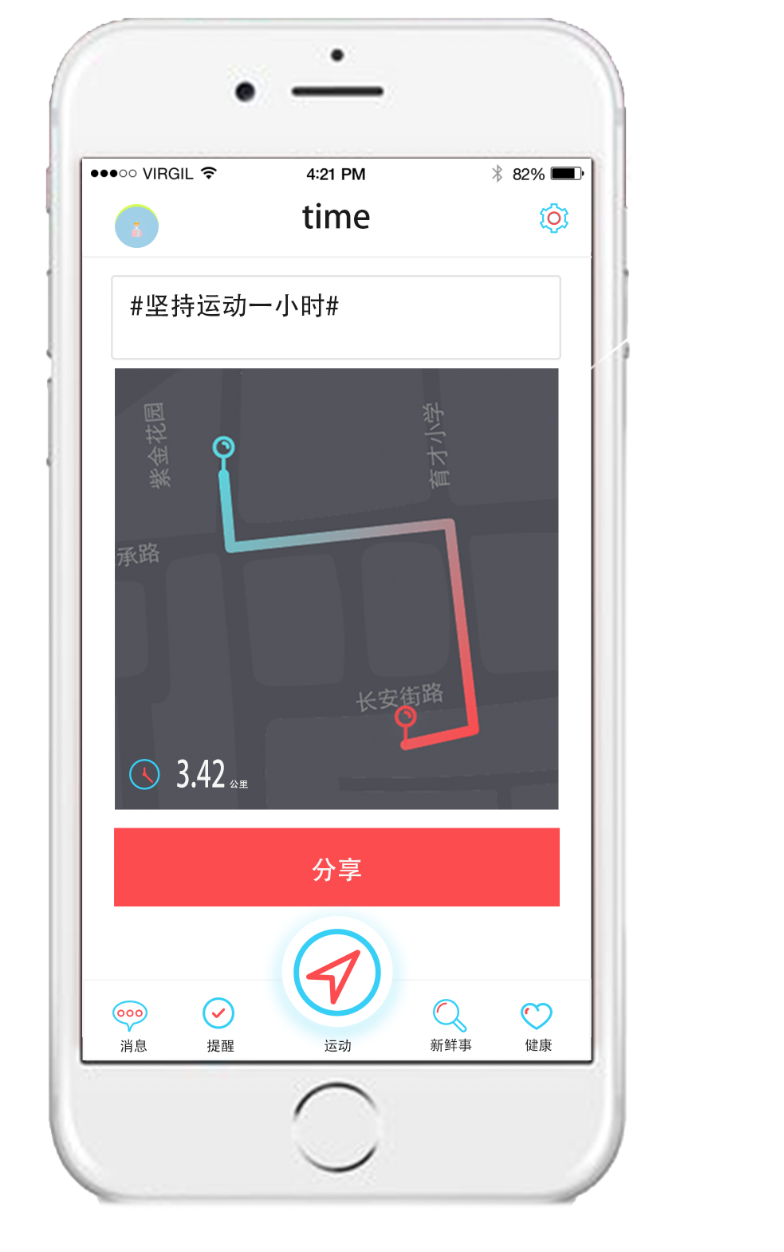 VIRGIL 4:21 PM 82%
time
#坚持运动一小时#
紫金花园
育才小学
承路
长安街路
3.42 公里
分享
消息 提醒 运动 新鲜事 健康